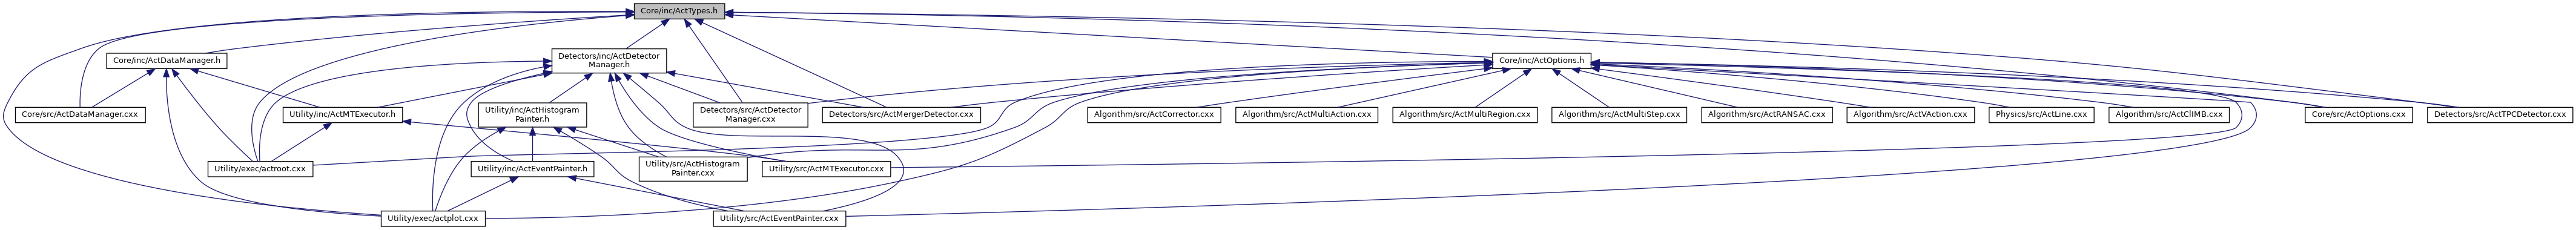 Core/inc/ActTypes.h
Core/inc/ActDataManager.h
Detectors/inc/ActDetector
Manager.h
Core/inc/ActOptions.h
Core/src/ActDataManager.cxx
Utility/inc/ActMTExecutor.h
Utility/inc/ActHistogram
Painter.h
Detectors/src/ActDetector
Manager.cxx
Detectors/src/ActMergerDetector.cxx
Algorithm/src/ActCorrector.cxx
Algorithm/src/ActMultiAction.cxx
Algorithm/src/ActMultiRegion.cxx
Algorithm/src/ActMultiStep.cxx
Algorithm/src/ActRANSAC.cxx
Algorithm/src/ActVAction.cxx
Physics/src/ActLine.cxx
Algorithm/src/ActClIMB.cxx
Core/src/ActOptions.cxx
Detectors/src/ActTPCDetector.cxx
Utility/exec/actroot.cxx
Utility/inc/ActEventPainter.h
Utility/src/ActHistogram
Painter.cxx
Utility/src/ActMTExecutor.cxx
Utility/exec/actplot.cxx
Utility/src/ActEventPainter.cxx